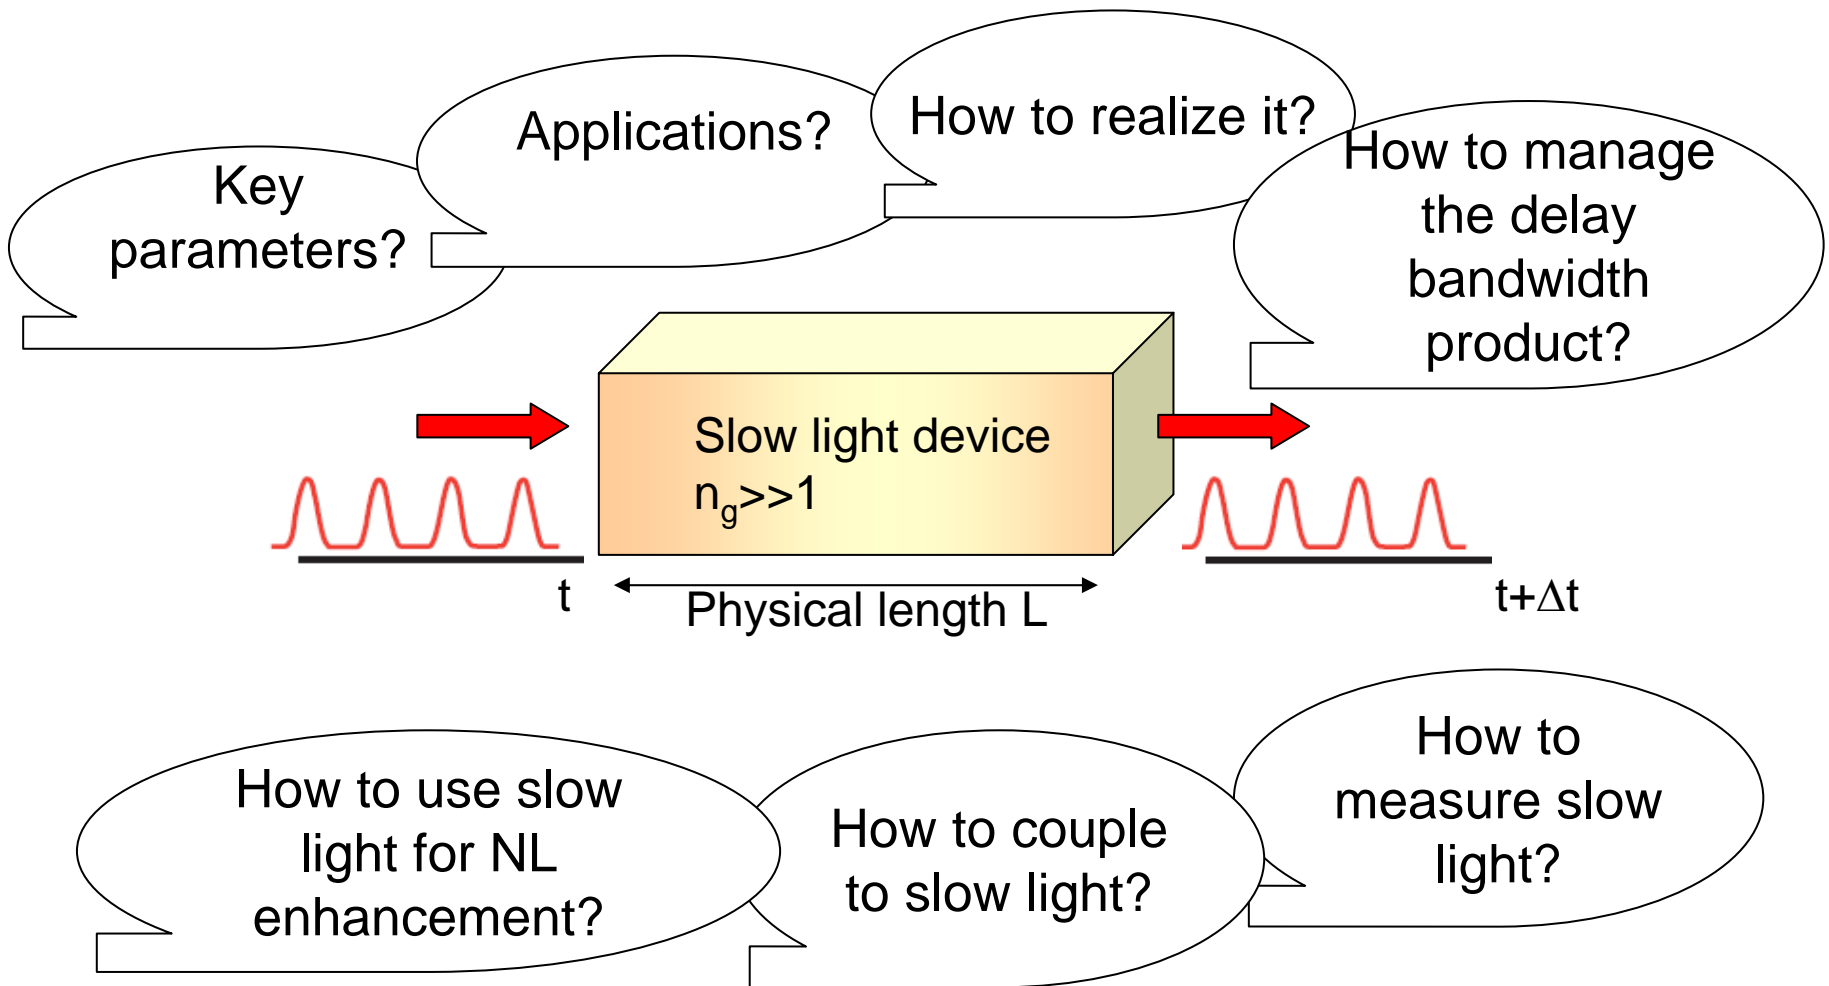 Key
parameters?
Applications?
How to realize it?
How to manage
the delay
bandwidth
product?
Slow light device
n_g>>1
t
Physical length L
t+Δt
How to use slow
light for NL
enhancement?
How to couple
to slow light?
How to
measure slow
light?